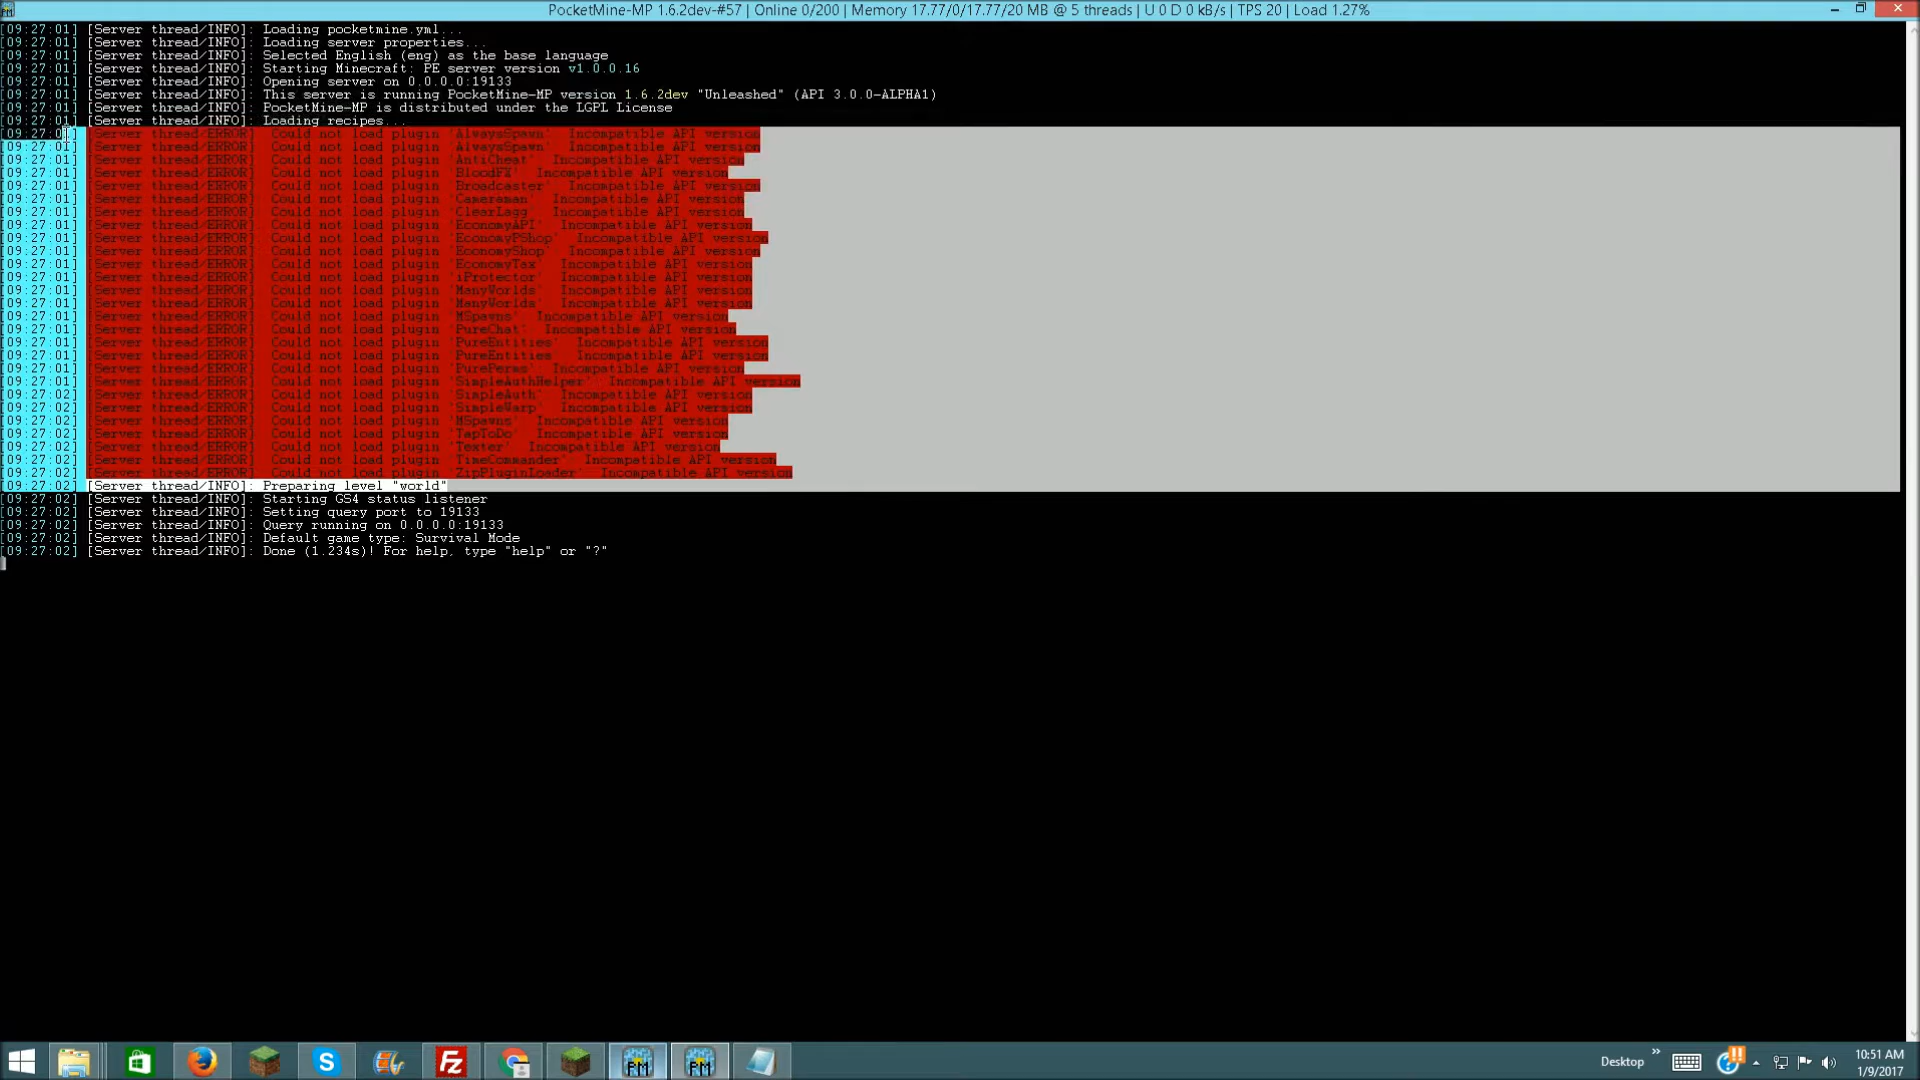 PocketMine-MP 1.6.2dev-#57 | Online 0/200 | Memory 17.77/0/17.77/20 MB @ 5 threads | U 0 D 0 kB/s | TPS 20 | Load 1.27%
[09:27:01] [Server thread/INFO]: Loading pocketmine.yml...
[09:27:01] [Server thread/INFO]: Loading server properties...
[09:27:01] [Server thread/INFO]: Selected English (eng) as the base language
[09:27:01] [Server thread/INFO]: Starting Minecraft: PE server version v1.0.0.16
[09:27:01] [Server thread/INFO]: Opening server on 0.0.0.0:19133
[09:27:01] [Server thread/INFO]: This server is running PocketMine-MP version 1.6.2dev "Unleashed" (API 3.0.0-ALPHA1)
[09:27:01] [Server thread/INFO]: PocketMine-MP is distributed under the LGPL License
[09:27:01] [Server thread/INFO]: Loading recipes...
[09:27:01] [Server thread/ERROR] Could not load plugin 'AlwaysSpawn' Incompatible API version
[09:27:01] [Server thread/ERROR] Could not load plugin 'AlwaysSpawn' Incompatible API version
[09:27:01] [Server thread/ERROR] Could not load plugin 'AntiCheat' Incompatible API version
[09:27:01] [Server thread/ERROR] Could not load plugin 'BloodFX' Incompatible API version
[09:27:01] [Server thread/ERROR] Could not load plugin 'Broadcaster' Incompatible API version
[09:27:01] [Server thread/ERROR] Could not load plugin 'Cameraman' Incompatible API version
[09:27:01] [Server thread/ERROR] Could not load plugin 'ClearLagg' Incompatible API version
[09:27:01] [Server thread/ERROR] Could not load plugin 'EconomyAPI' Incompatible API version
[09:27:01] [Server thread/ERROR] Could not load plugin 'EconomyPShop' Incompatible API version
[09:27:01] [Server thread/ERROR] Could not load plugin 'EconomyShop' Incompatible API version
[09:27:01] [Server thread/ERROR] Could not load plugin 'EconomyTax' Incompatible API version
[09:27:01] [Server thread/ERROR] Could not load plugin 'iProtector' Incompatible API version
[09:27:01] [Server thread/ERROR] Could not load plugin 'ManyWorlds' Incompatible API version
[09:27:01] [Server thread/ERROR] Could not load plugin 'ManyWorlds' Incompatible API version
[09:27:01] [Server thread/ERROR] Could not load plugin 'MSpawns' Incompatible API version
[09:27:01] [Server thread/ERROR] Could not load plugin 'PureChat' Incompatible API version
[09:27:01] [Server thread/ERROR] Could not load plugin 'PureEntities' Incompatible API version
[09:27:01] [Server thread/ERROR] Could not load plugin 'PureEntities' Incompatible API version
[09:27:01] [Server thread/ERROR] Could not load plugin 'PurePerms' Incompatible API version
[09:27:01] [Server thread/ERROR] Could not load plugin 'SimpleAuthHelper' Incompatible API version
[09:27:02] [Server thread/ERROR] Could not load plugin 'SimpleAuth' Incompatible API version
[09:27:02] [Server thread/ERROR] Could not load plugin 'SimpleWarp' Incompatible API version
[09:27:02] [Server thread/ERROR] Could not load plugin 'MSpawns' Incompatible API version
[09:27:02] [Server thread/ERROR] Could not load plugin 'TapToDo' Incompatible API version
[09:27:02] [Server thread/ERROR] Could not load plugin 'Texter' Incompatible API version
[09:27:02] [Server thread/ERROR] Could not load plugin 'TimeCommander' Incompatible API version
[09:27:02] [Server thread/ERROR] Could not load plugin 'ZipPluginLoader' Incompatible API version
[09:27:02] [Server thread/INFO]: Preparing level "world"
[09:27:02] [Server thread/INFO]: Starting GS4 status listener
[09:27:02] [Server thread/INFO]: Setting query port to 19133
[09:27:02] [Server thread/INFO]: Query running on 0.0.0.0:19133
[09:27:02] [Server thread/INFO]: Default game type: Survival Mode
[09:27:02] [Server thread/INFO]: Done (1.234s)! For help, type "help" or "?"
Desktop
10:51 AM
1/9/2017